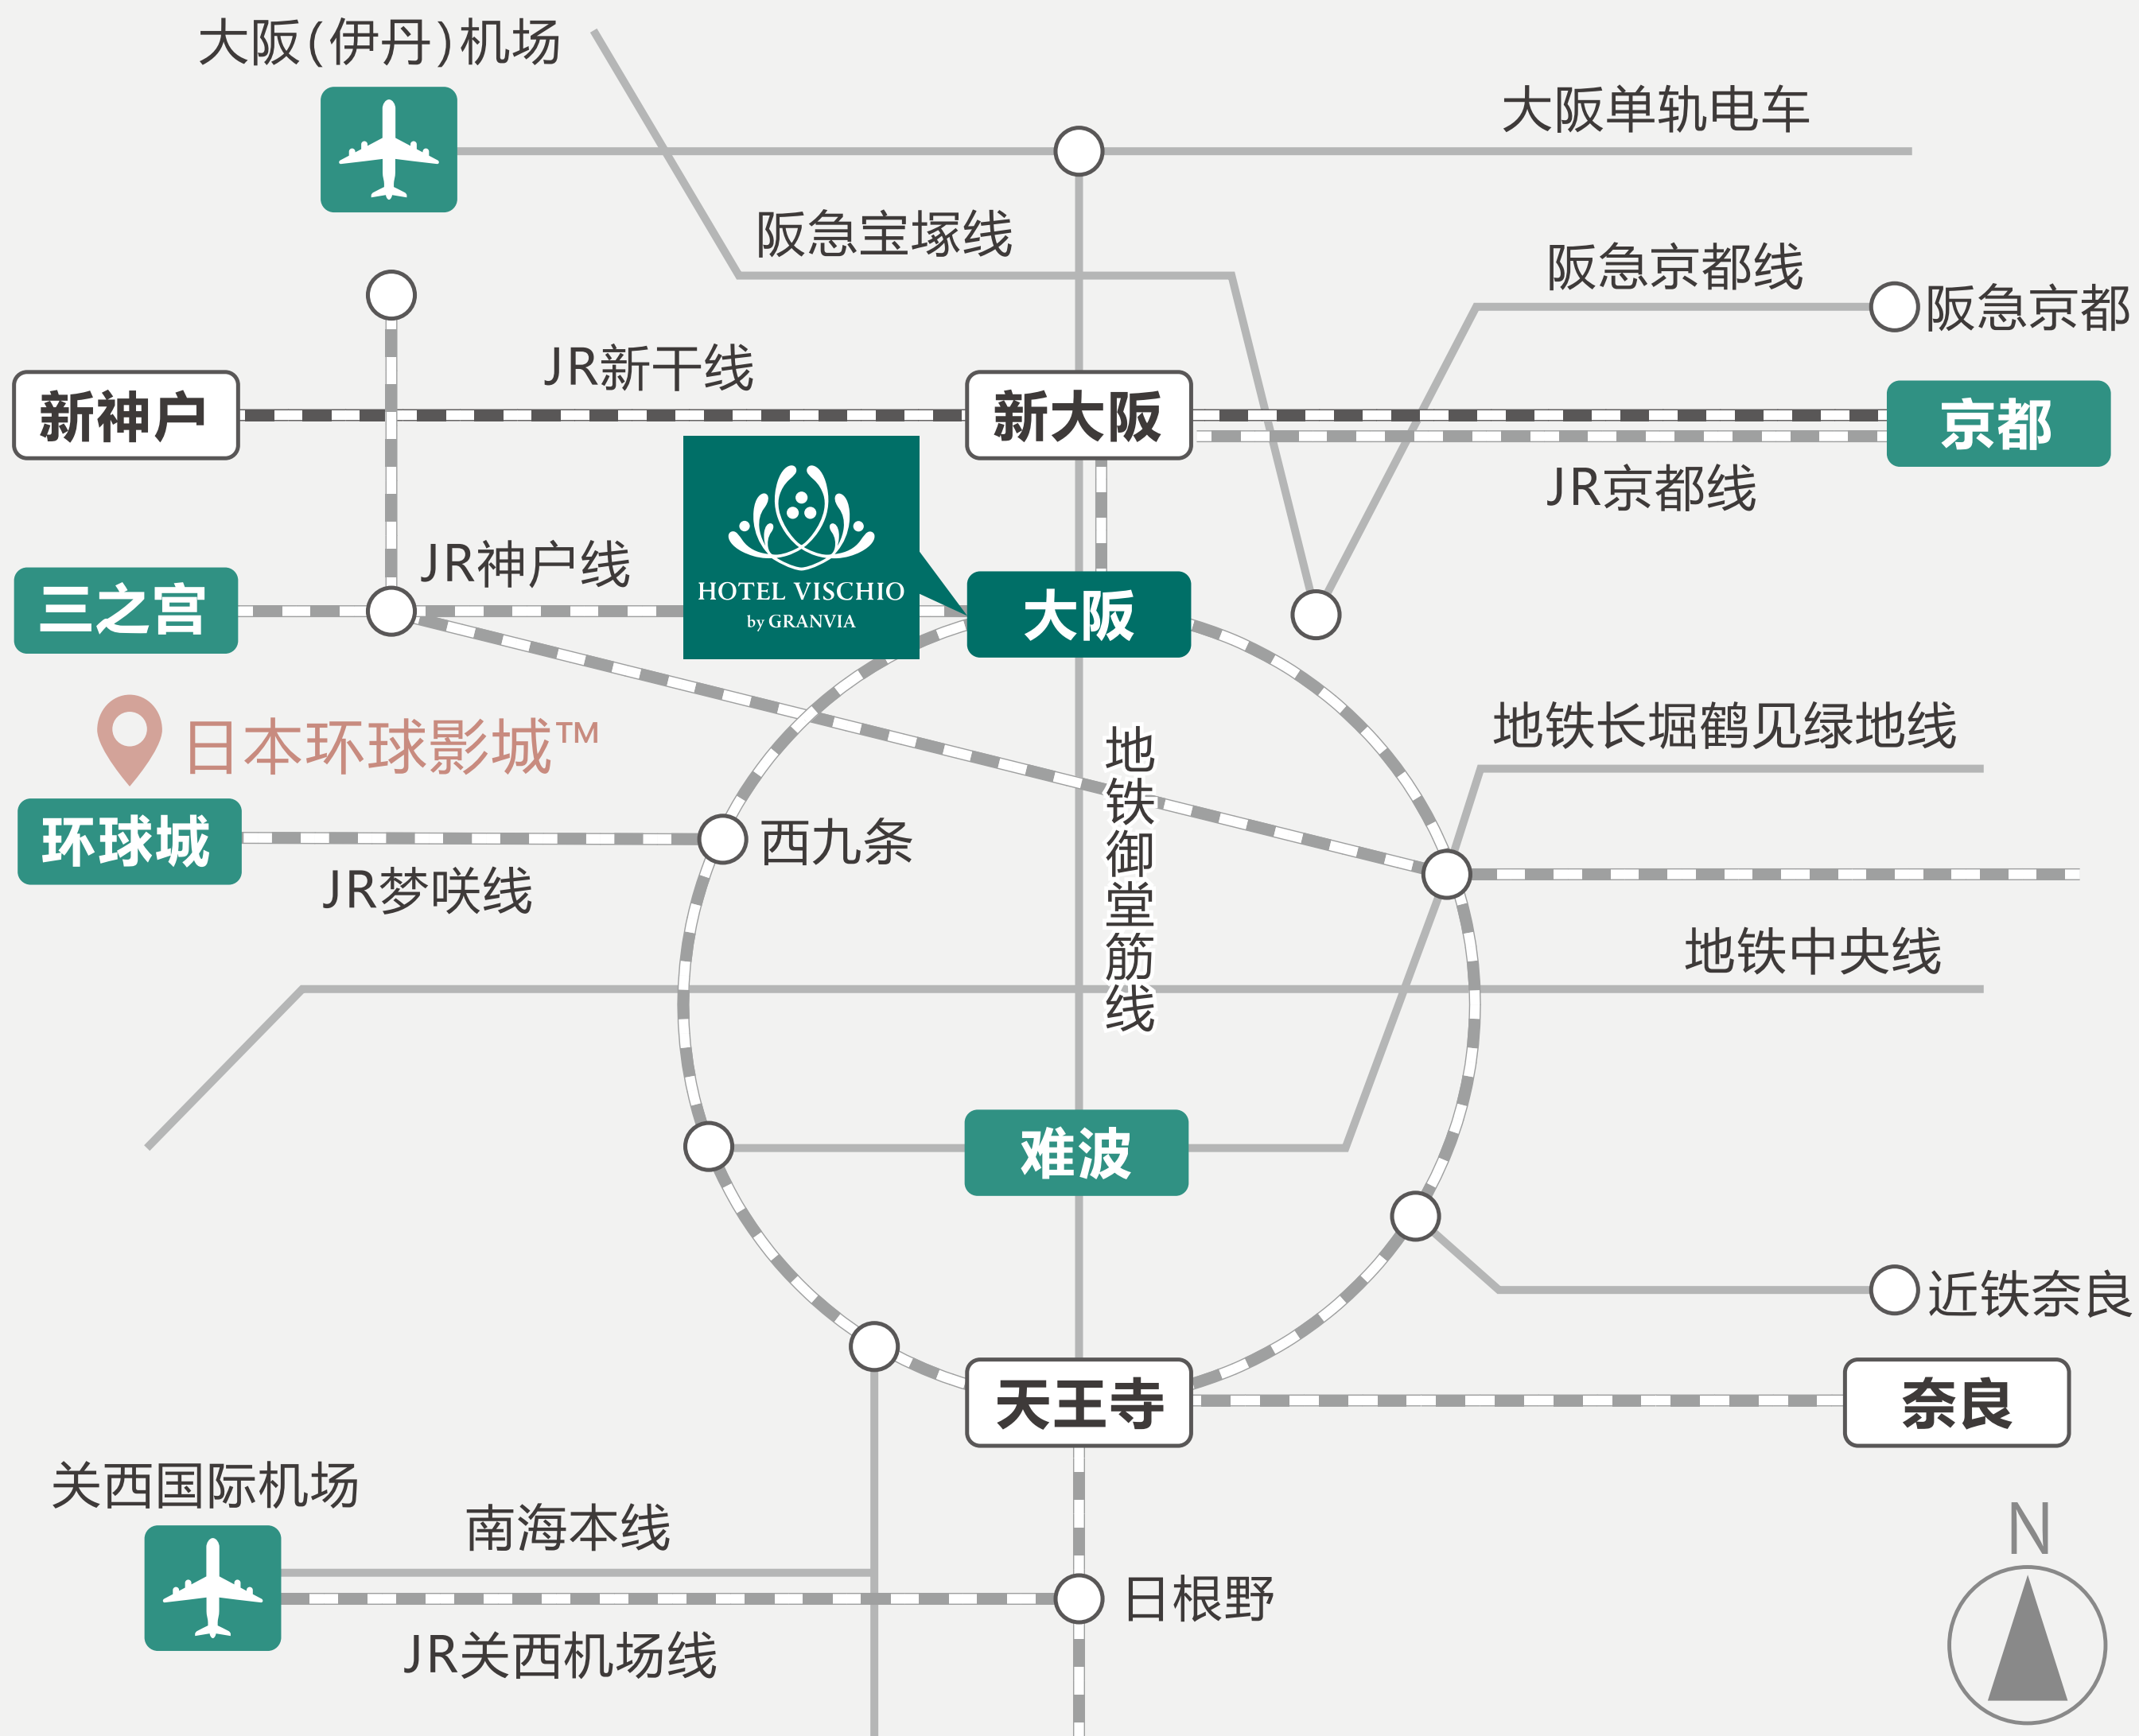 大阪(伊丹)机场
大阪单轨电车
阪急宝塚线
阪急京都线
阪急京都
JR新干线
新神户
新大阪
京都
JR京都线
JR神户线
HOTEL VISCHIO
by GRANVIA
三之宫
大阪
日本环球影城™
地铁长堀鹤见绿地线
地铁御堂筋线
环球城
西九条
JR梦咲线
地铁中央线
难波
近铁奈良
天王寺
奈良
关西国际机场
南海本线
日根野
JR关西机场线
N